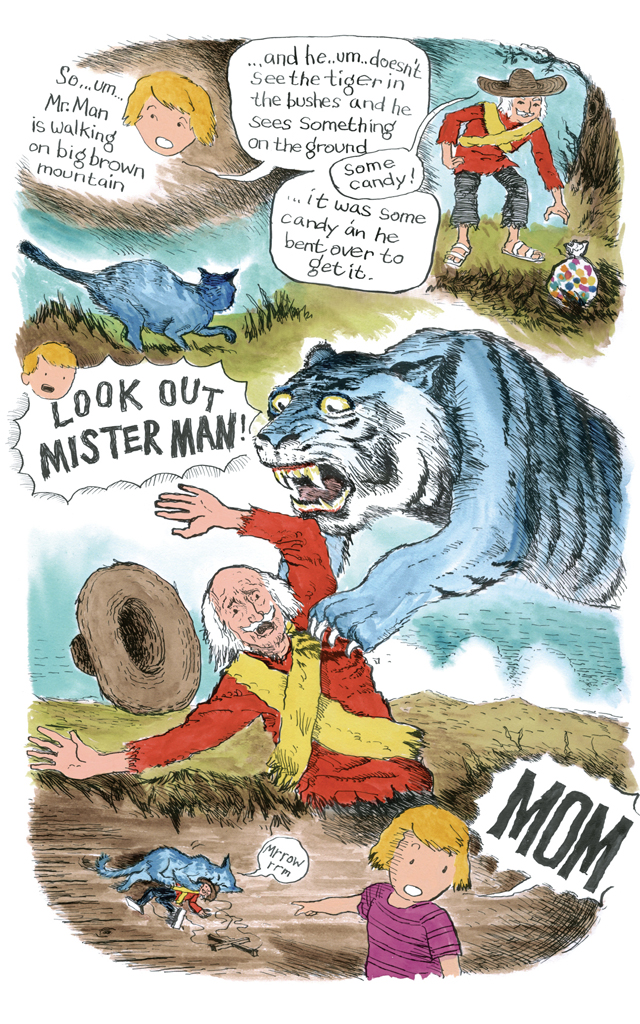 So...um...
Mr. Man
is walking
on big brown
mountain
...and he..um..doesn't
see the tiger in
the bushes and he
sees something
on the ground
some
candy!
...it was some
candy an he
bent over to
get it.
LOOK OUT
MISTER MAN!
MOM
Mrrow
rrm